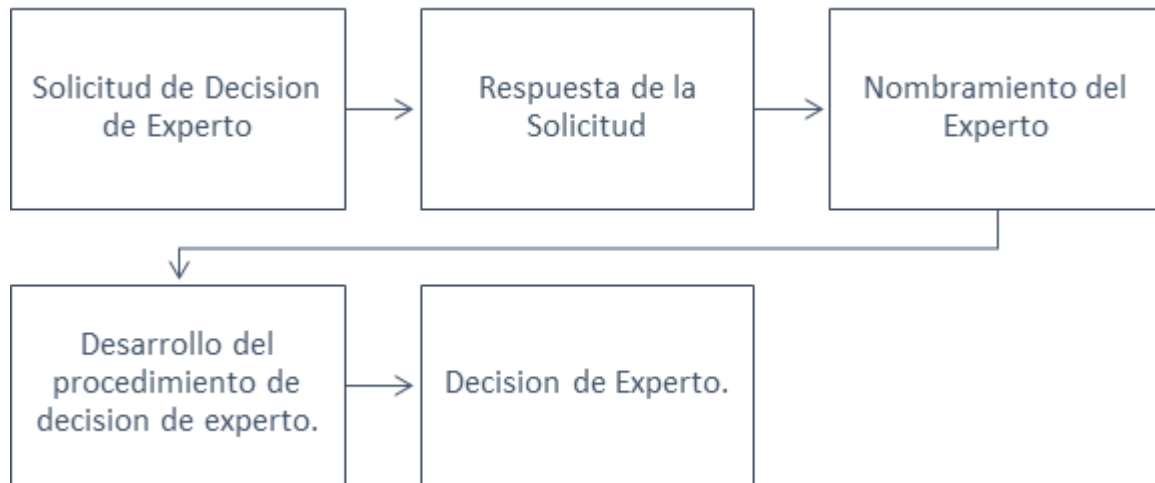 Solicitud de Decision
de Experto
Respuesta de la
Solicitud
Nombramiento del
Experto
Desarrollo del
procedimiento de
decision de experto.
Decision de Experto.